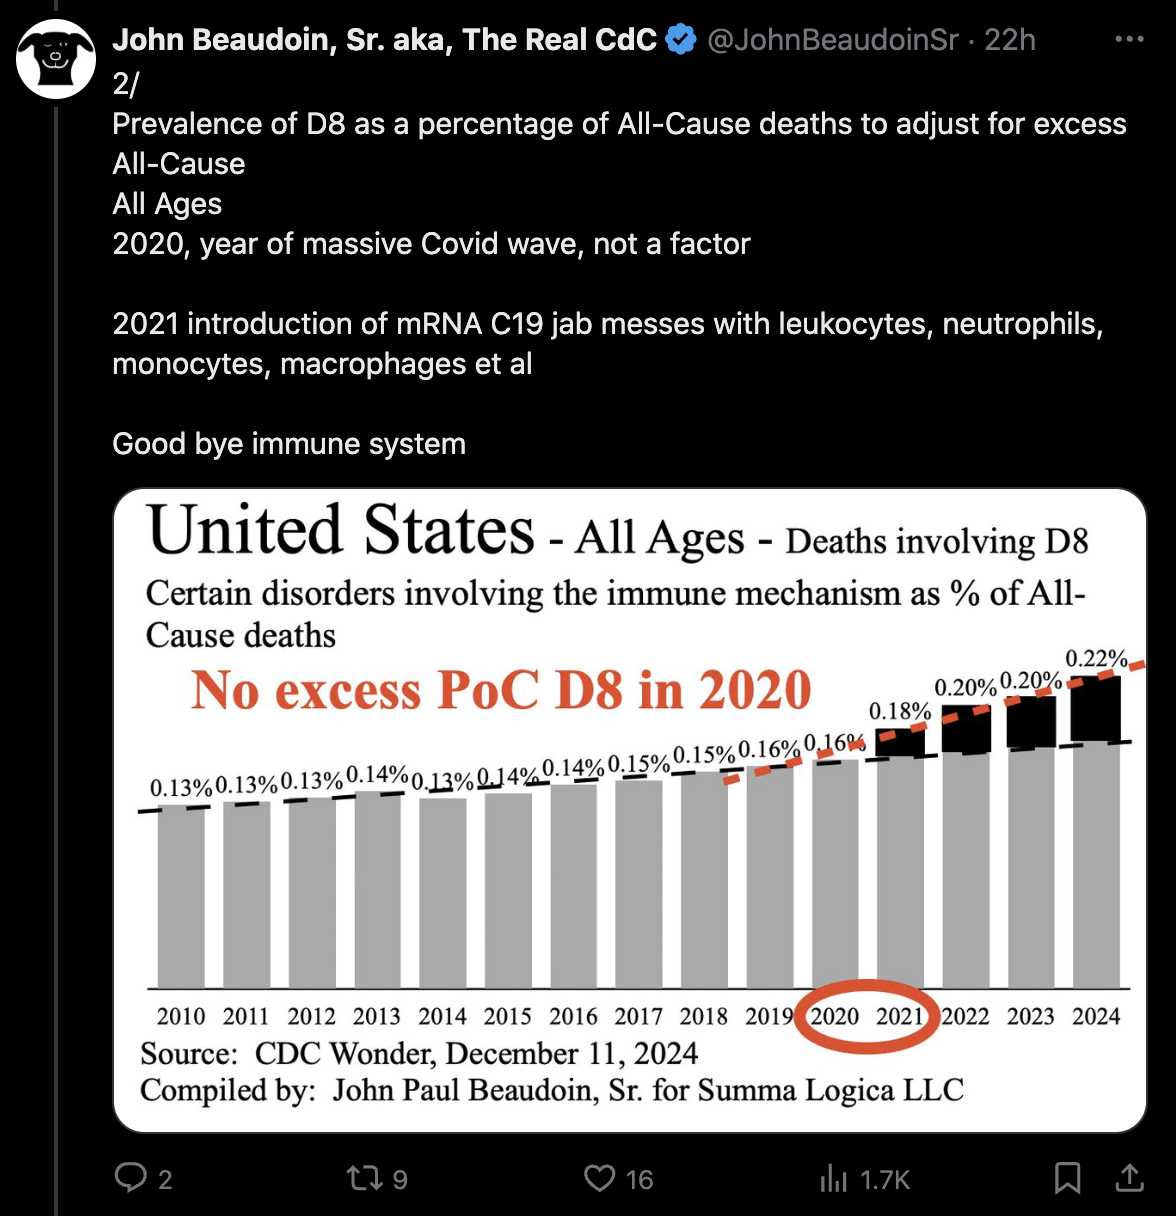 John Beaudoin, Sr. aka, The Real CdC @JohnBeaudoinSr · 22h
2/
Prevalence of D8 as a percentage of All-Cause deaths to adjust for excess
All-Cause
All Ages
2020, year of massive Covid wave, not a factor
2021 introduction of mRNA C19 jab messes with leukocytes, neutrophils,
monocytes, macrophages et al
Good bye immune system
United States - All Ages - Deaths involving D8
Certain disorders involving the immune mechanism as % of All-
Cause deaths
No excess PoC D8 in 2020
0.13% 0.13% 0.13% 0.14% 0.13% 0.14% 0.14% 0.15% 0.15% 0.16% 0.16% 0.18% 0.20% 0.20% 0.22%
2010 2011 2012 2013 2014 2015 2016 2017 2018 2019 2020 2021 2022 2023 2024
Source: CDC Wonder, December 11, 2024
Compiled by: John Paul Beaudoin, Sr. for Summa Logica LLC
2 9 16 1.7K